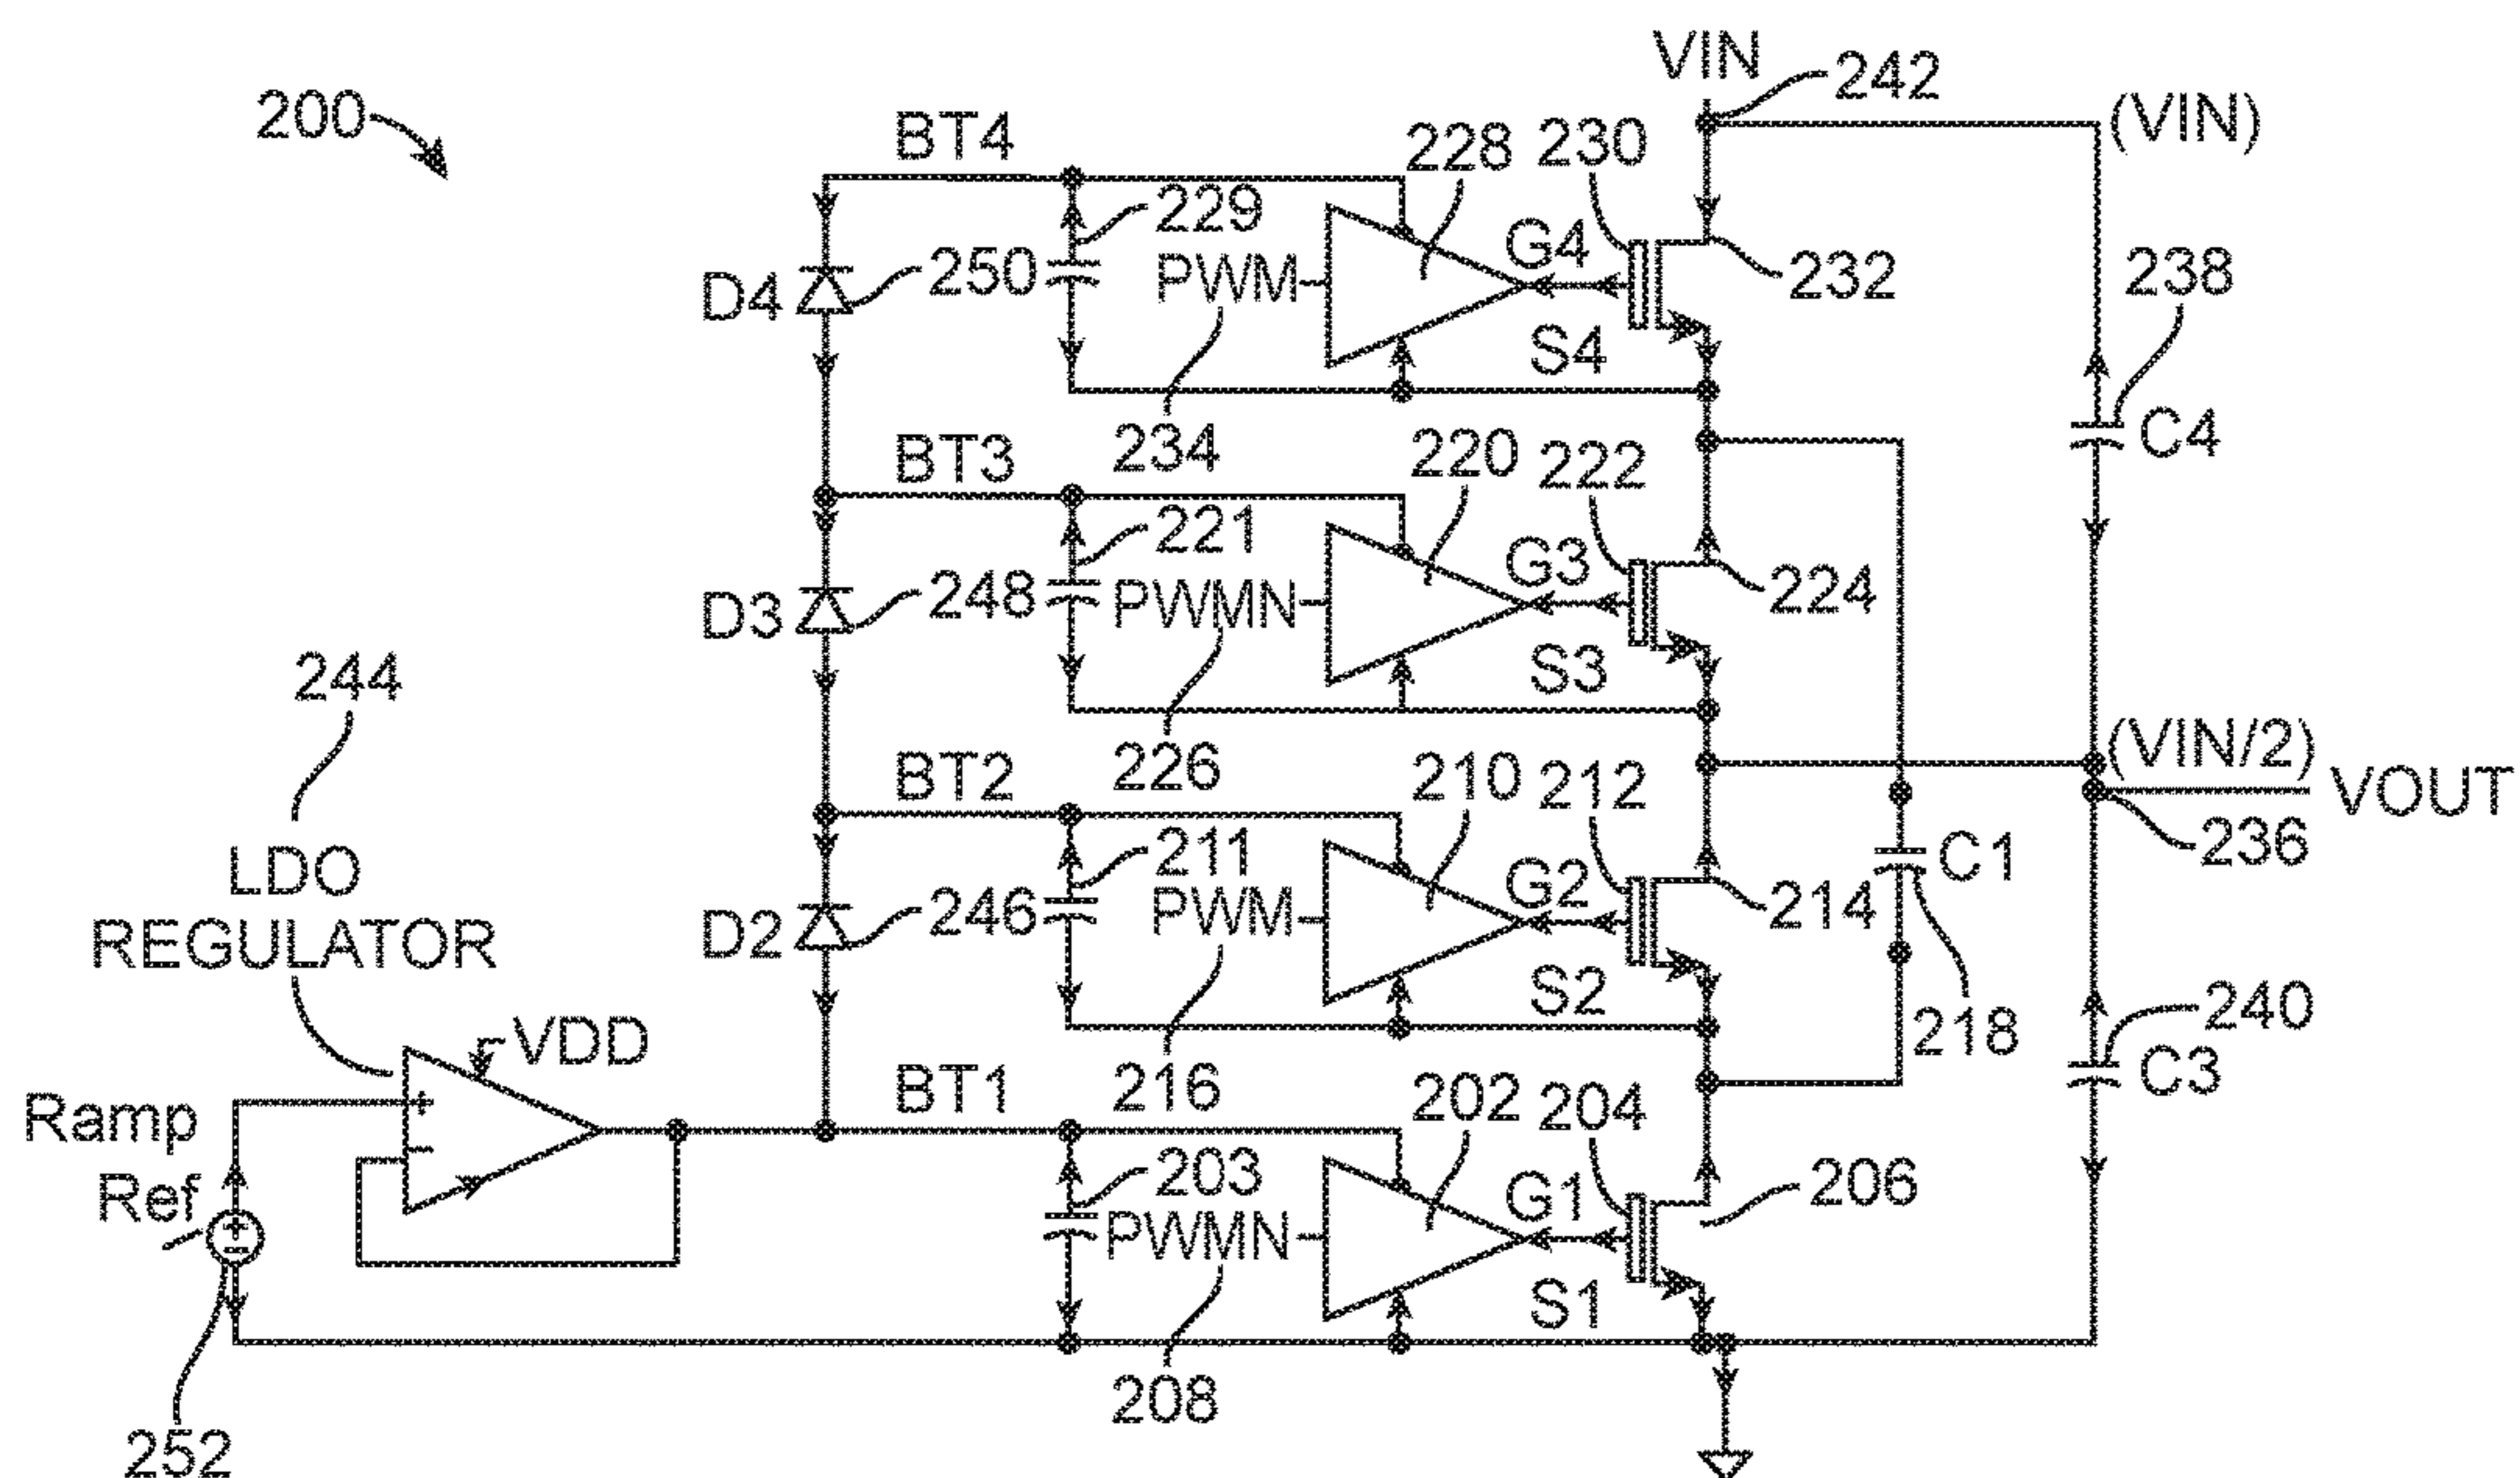 VIN
242
200
BT4
228
230
(VIN)
229
G4
D4
250
PWM
232
238
S4
234
BT3
220
222
C4
221
G3
D3
248
PWMN
224
244
S3
226
BT2
210
212
(VIN/2)
VOUT
236
LDO
REGULATOR
211
G2
C1
D2
246
PWM
214
S2
218
240
VDD
216
BT1
202
204
C3
+
-
Ramp
Ref
203
G1
206
+
-
PWMN
S1
208
252